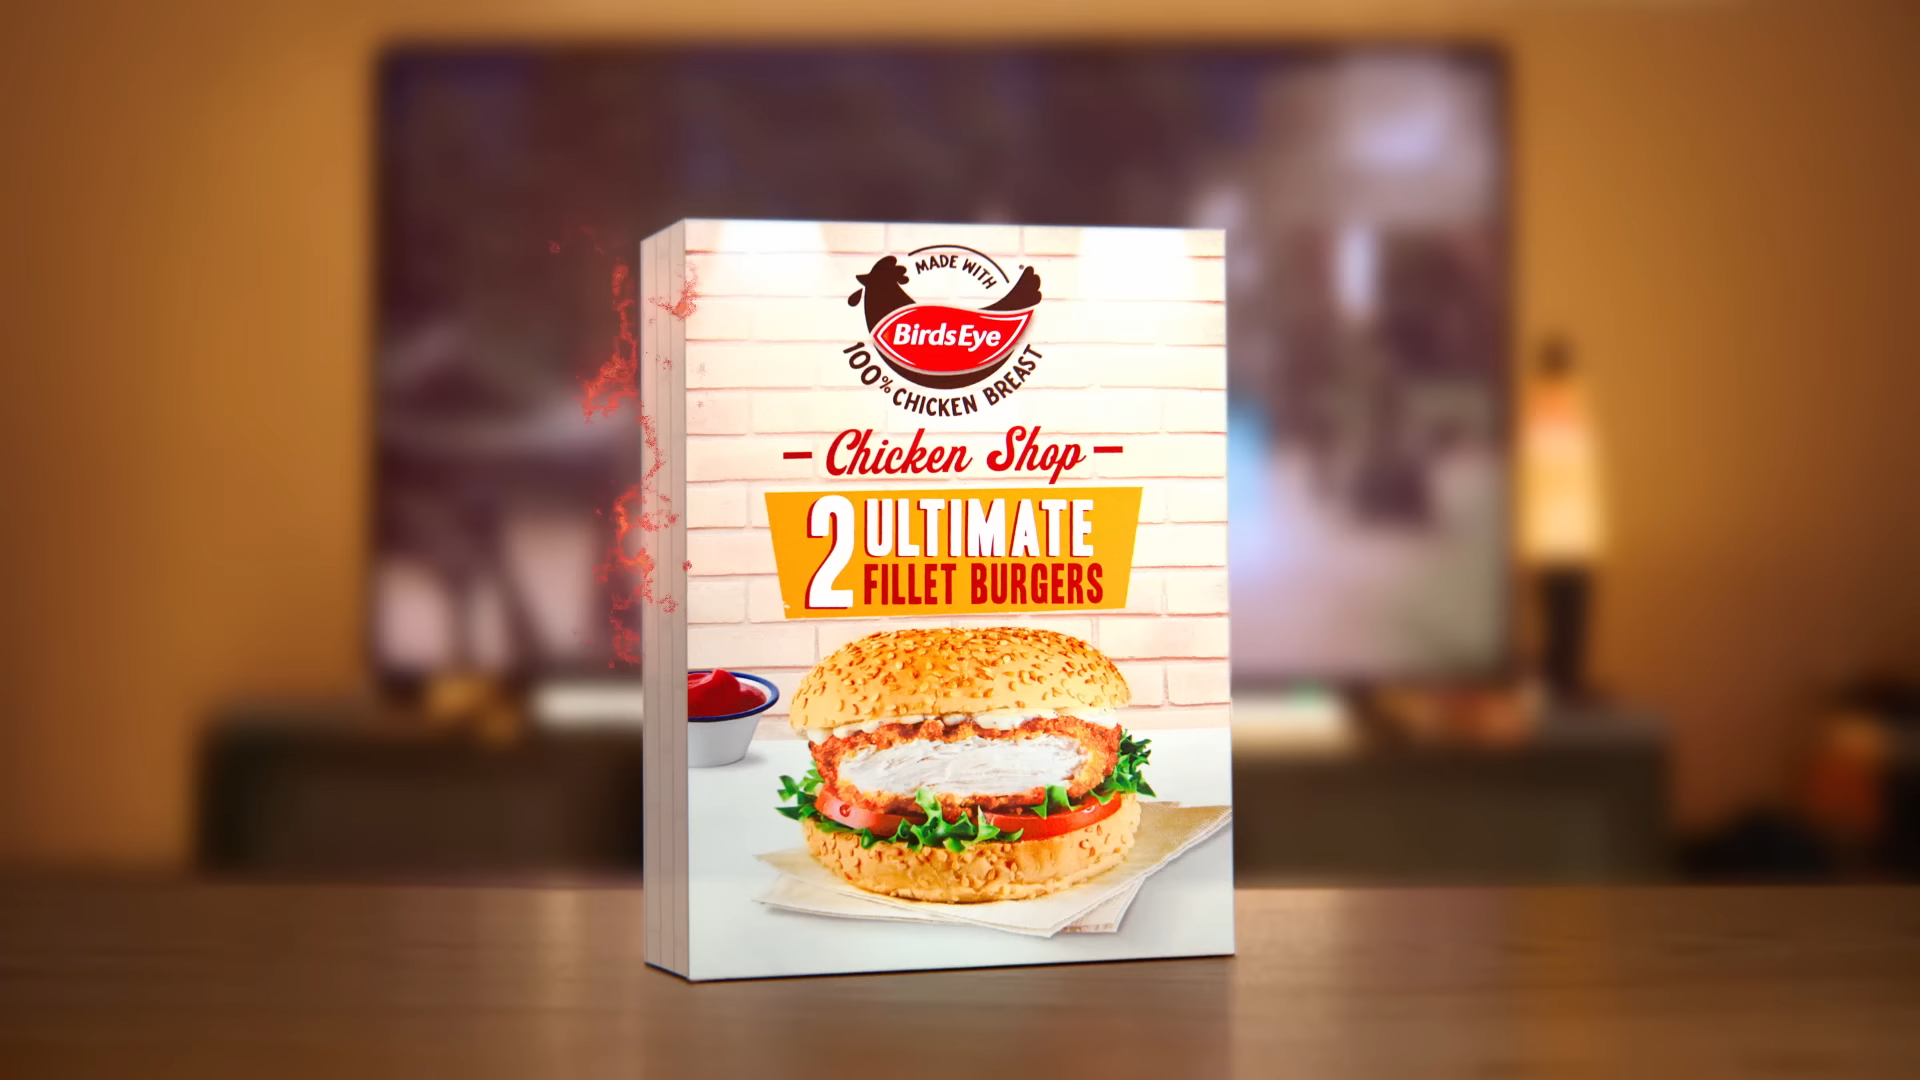 MADE WITH
BirdsEye
100% CHICKEN BREAST
Chicken Shop
2 ULTIMATE
FILLET BURGERS